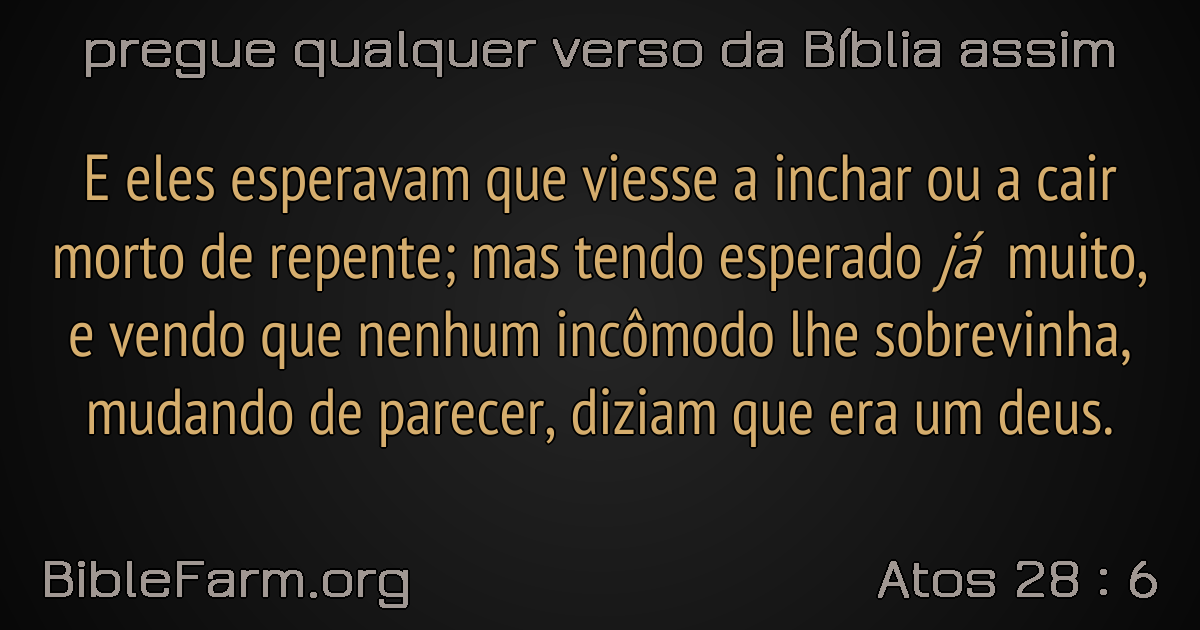 pregue qualquer verso da Bíblia assim
E eles esperavam que viesse a inchar ou a cair
morto de repente; mas tendo esperado já muito,
e vendo que nenhum incômodo lhe sobrevinha,
mudando de parecer, diziam que era um deus.
BibleFarm.org
Atos 28 : 6